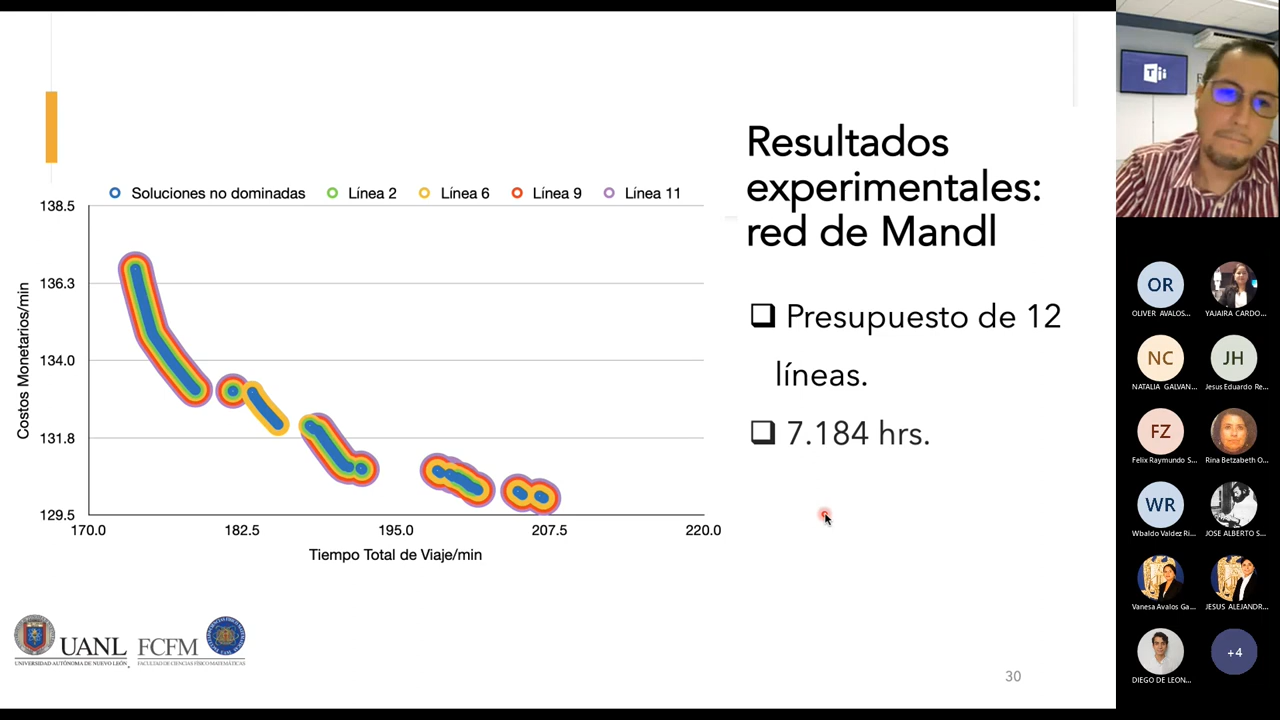 Soluciones no dominadas Línea 2 Línea 6 Línea 9 Línea 11
138.5
136.3
134.0
131.8
129.5
Costos Monetarios/min
170.0 182.5 195.0 207.5 220.0
Tiempo Total de Viaje/min
Resultados
experimentales:
red de Mandl
Presupuesto de 12
líneas.
7.184 hrs.
UANL FCFM
UNIVERSIDAD AUTÓNOMA DE NUEVO LEÓN FACULTAD DE CIENCIAS FÍSICO MATEMÁTICAS
30
OR
OLIVER AVALOS...
YAJAIRA CARDO...
NC
NATALIA GALVAN...
JH
Jesus Eduardo Re...
FZ
Felix Raymundo S...
Rina Betzabeth O...
WR
Wbaldo Valdez Ri...
JOSE ALBERTO S...
Vanesa Avalos Ga...
JESUS ALEJANDR...
DIEGO DE LEON...
+4